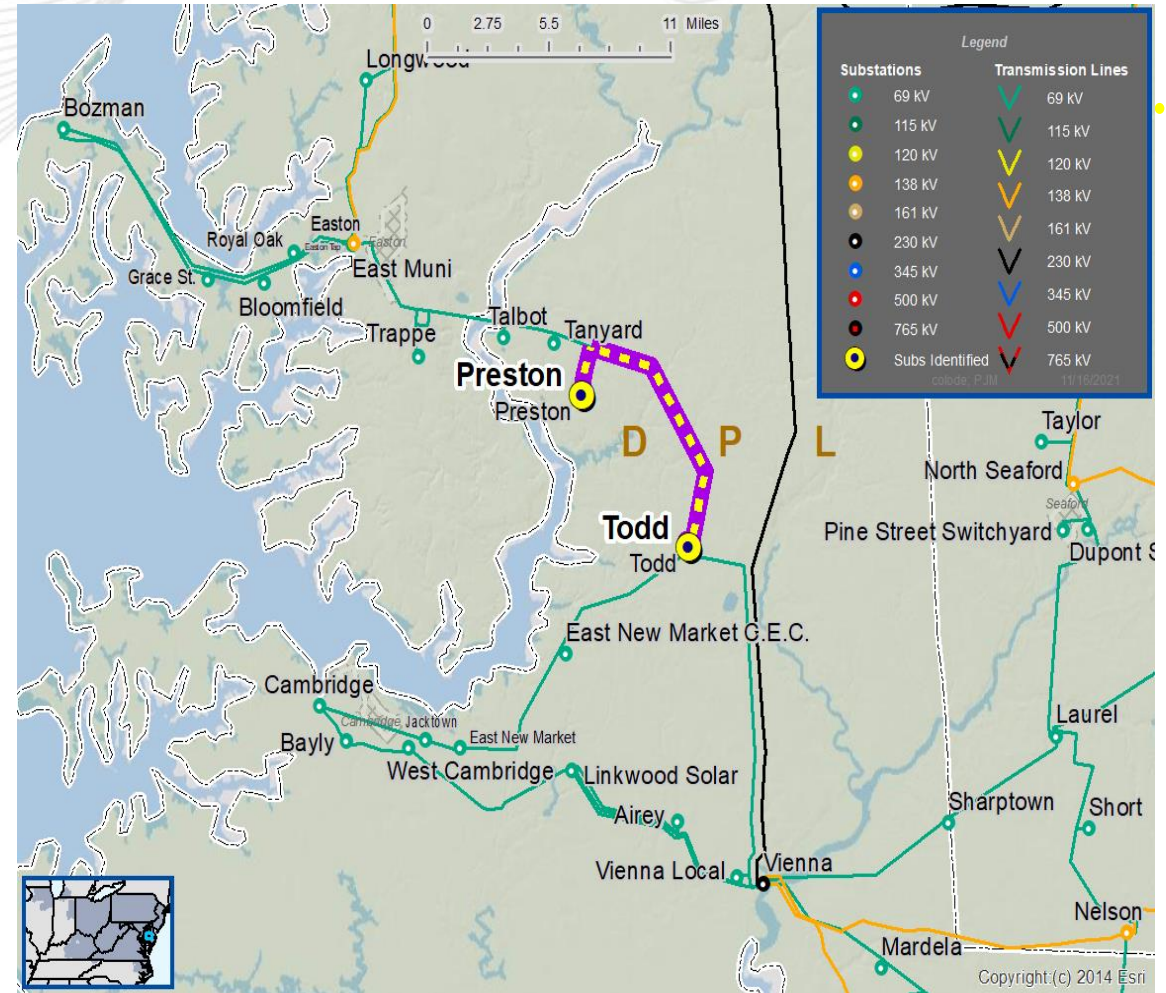 0 2.75 5.5 11 Miles
Longwood
Bozman
Easton
Royal Oak
Easton Tap
Easton
East Muni
Grace St.
Bloomfield
Talbot
Tanyard
Trappe
Preston
Preston
D P L
Todd
Todd
East New Market C.E.C.
Cambridge
Cambridge
Jacktown
East New Market
Bayly
West Cambridge
Linkwood Solar
Airey
Vienna Local
Vienna
Mardela
Taylor
North Seaford
Seaford
Pine Street Switchyard
Dupont S
Laurel
Sharptown
Short
Nelson
Legend
Substations Transmission Lines
69 kV 69 kV
115 kV 115 kV
120 kV 120 kV
138 kV 138 kV
161 kV 161 kV
230 kV 230 kV
345 kV 345 kV
500 kV 500 kV
765 kV 765 kV
Subs Identified
colode; PJM 11/16/2021
Copyright:(c) 2014 Esri